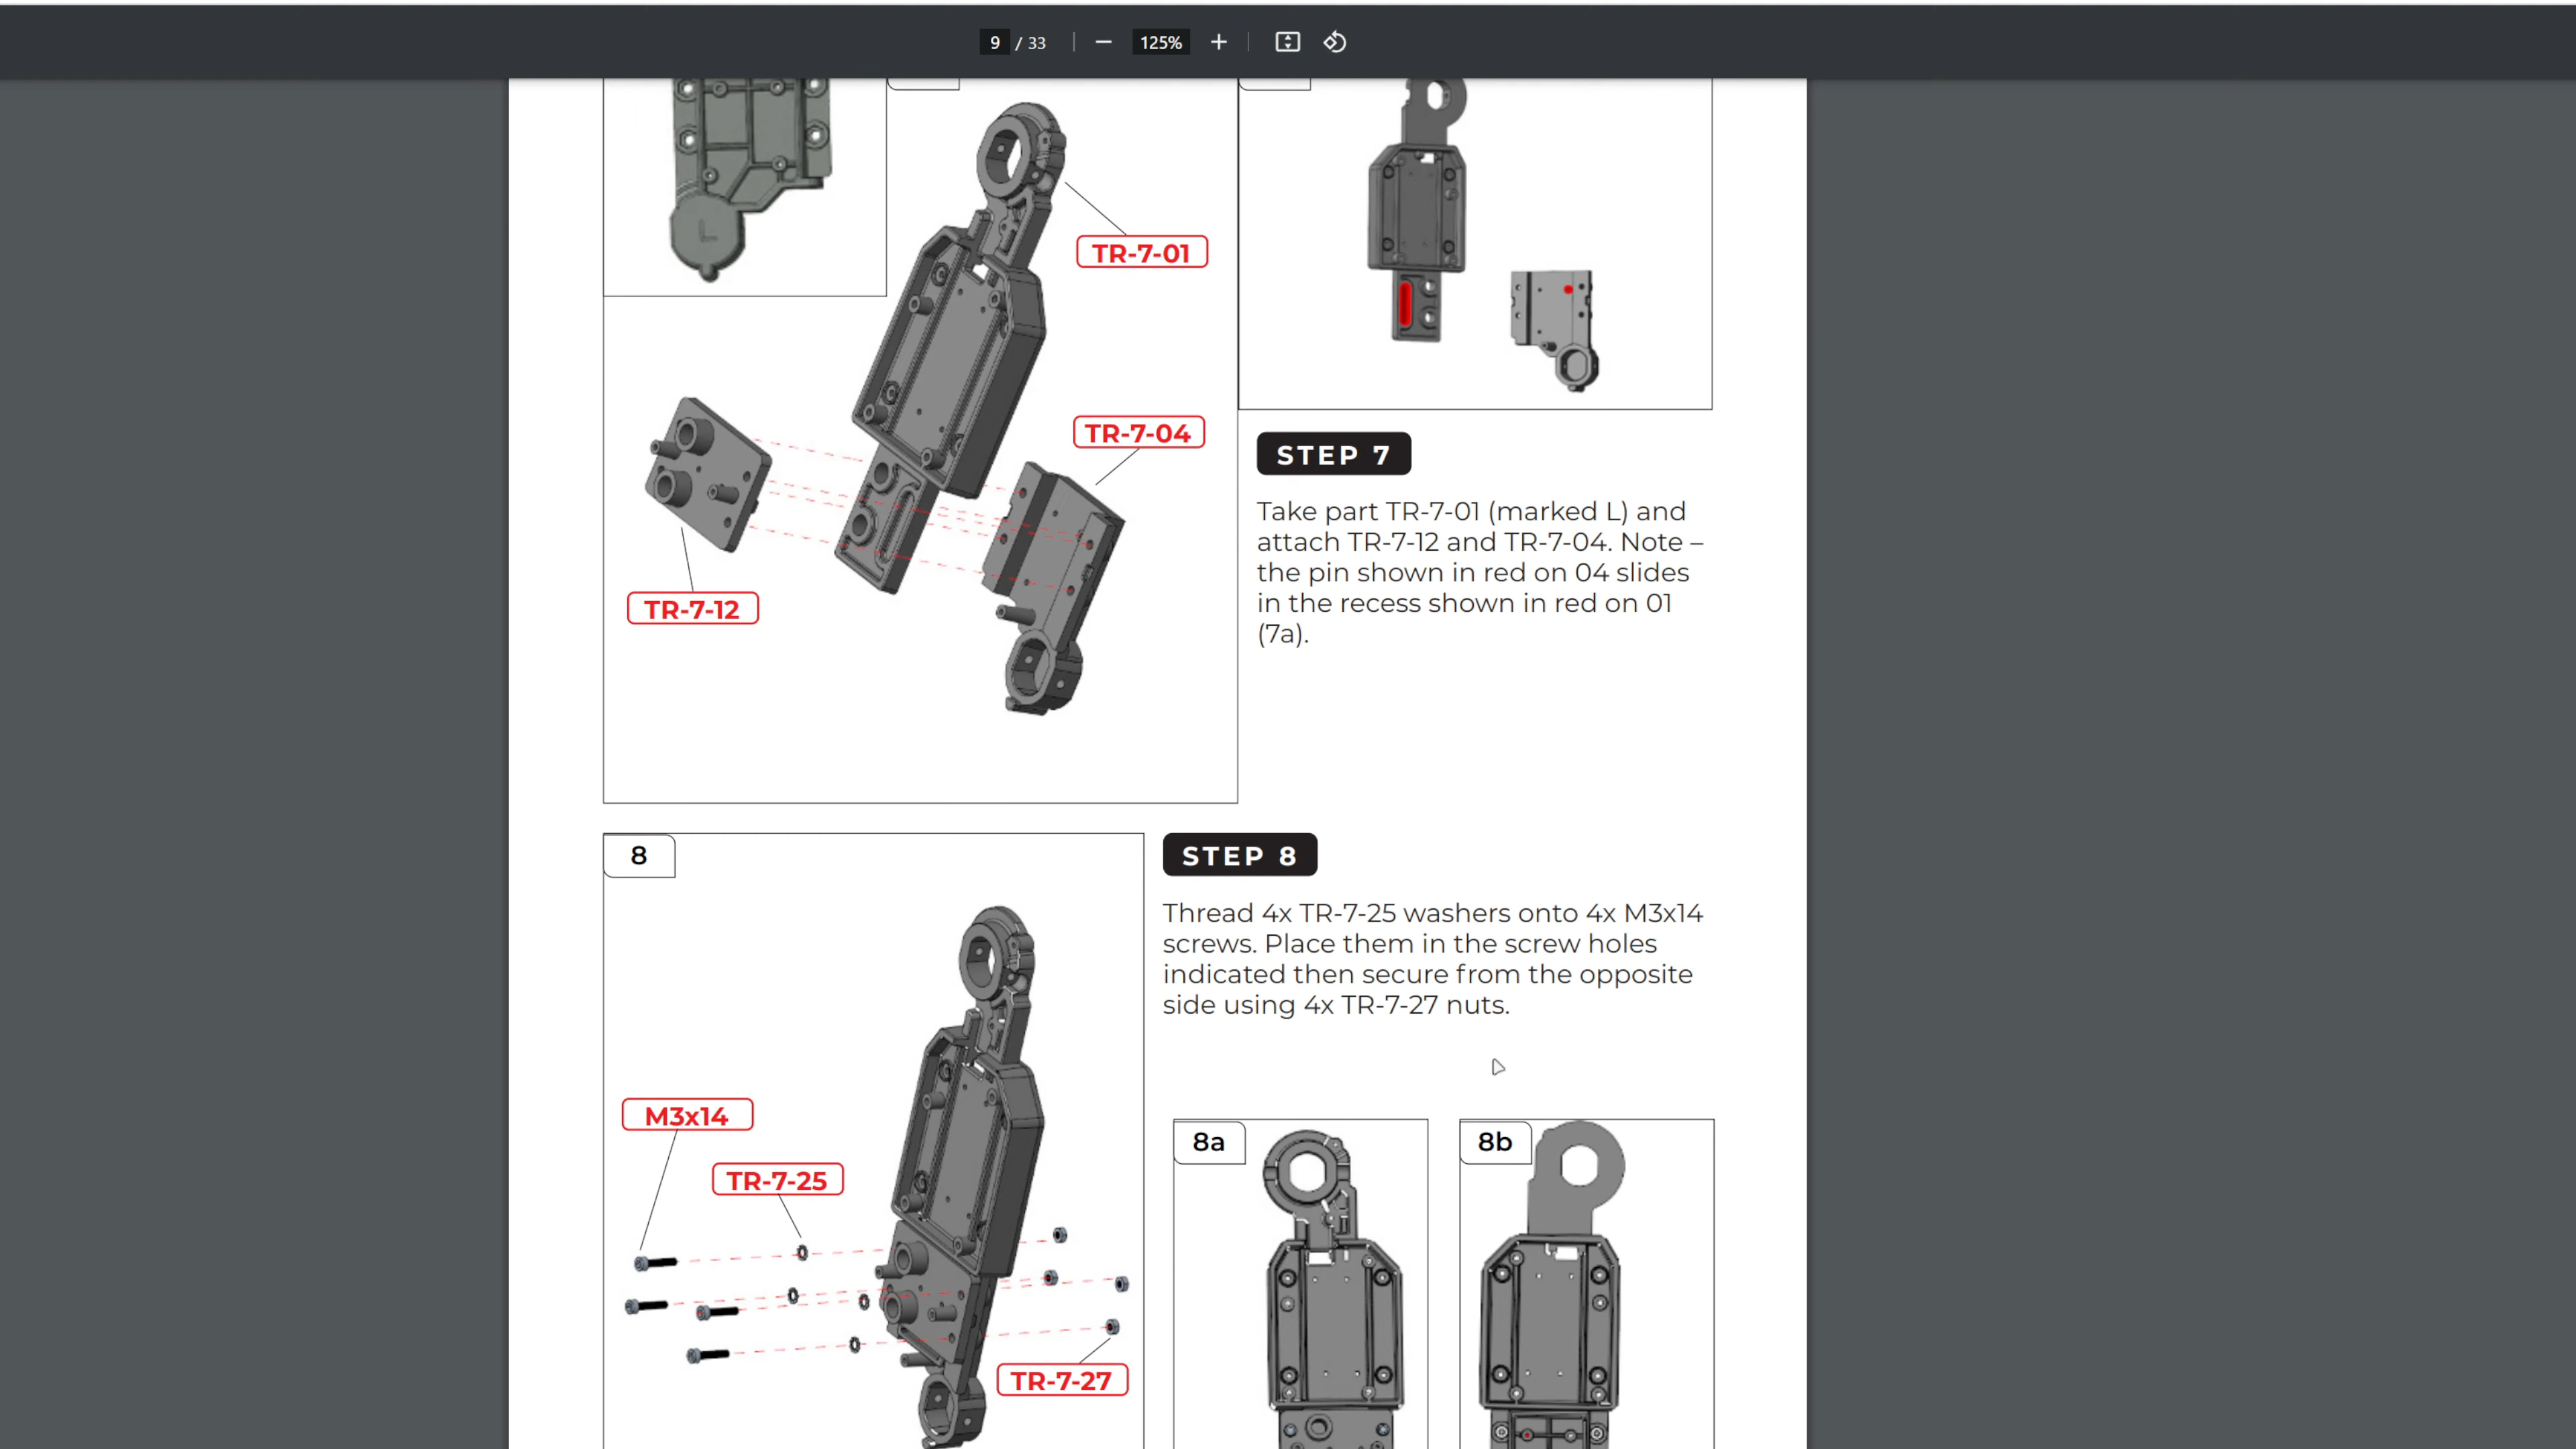 9 / 33
125%
L
TR-7-01
TR-7-04
TR-7-12
STEP 7
Take part TR-7-01 (marked L) and
attach TR-7-12 and TR-7-04. Note –
the pin shown in red on 04 slides
in the recess shown in red on 01
(7a).
8
STEP 8
Thread 4x TR-7-25 washers onto 4x M3x14
screws. Place them in the screw holes
indicated then secure from the opposite
side using 4x TR-7-27 nuts.
M3x14
TR-7-25
TR-7-27
8a
8b